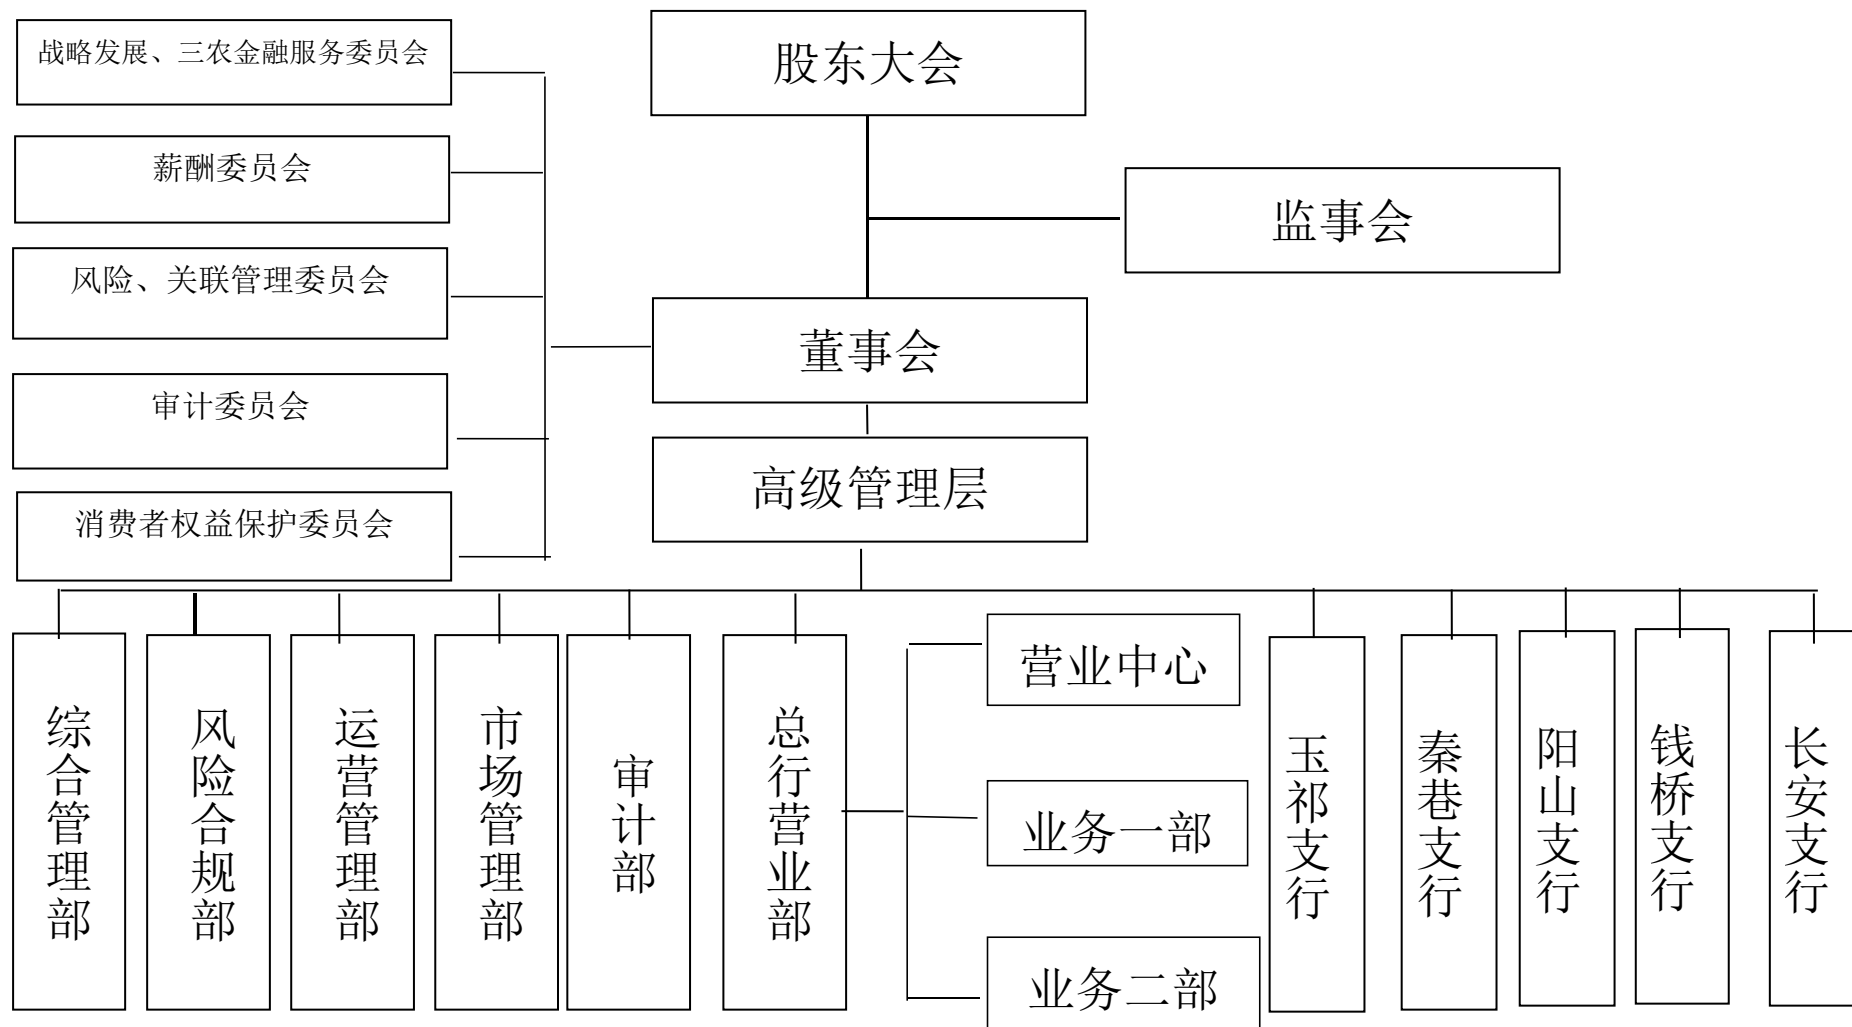 股东大会
战略发展、三农金融服务委员会
薪酬委员会
监事会
风险、关联管理委员会
董事会
审计委员会
高级管理层
消费者权益保护委员会
综合管理部
风险合规部
运营管理部
市场管理部
审计部
总行营业部
营业中心
业务一部
业务二部
玉祁支行
秦巷支行
阳山支行
钱桥支行
长安支行